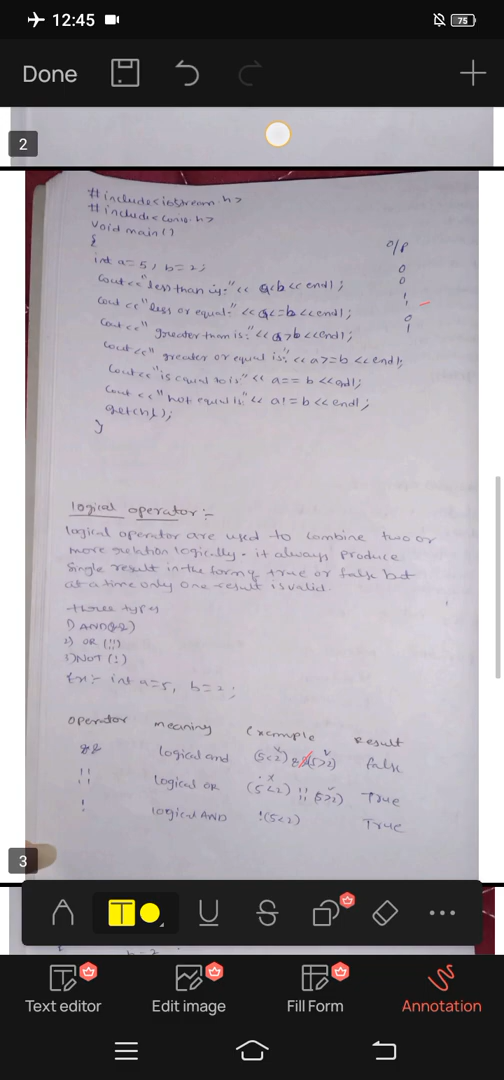 12:45
75
Done
2
#include<iostream.h>
#include<conio.h>
void main()
{
O/P
int a=5, b=2;
0
cout<<"less than is:"<< a<b<<endl;
0
cout <<"less or equal:" <<a<=b<<endl;
1
cout<<" greater than is:"<<a>b<<endl;
1
0
cout<<" greater or equal is:"<<a>=b <<endl;
1
cout<<"is equal to is" << a == b <<endl;
cout <<"not equal is:" << a!= b <<endl;
getch();
}
logical operator:-
logical operator are used to combine two or
more relation logically. it always produce
Single result in the form of true or false but
at a time only one result is valid.
three types
1) AND(&&)
2) OR (!!)
3)NOT (!)
Ex:- int a=5, b=2;
operator meaning example Result
&& logical and (5<2) && (5>2) false
!! logical OR (5<2) !! (5>2) True
! logical AND !(5<2) True
3
T
U
S
Text editor
Edit image
Fill Form
Annotation